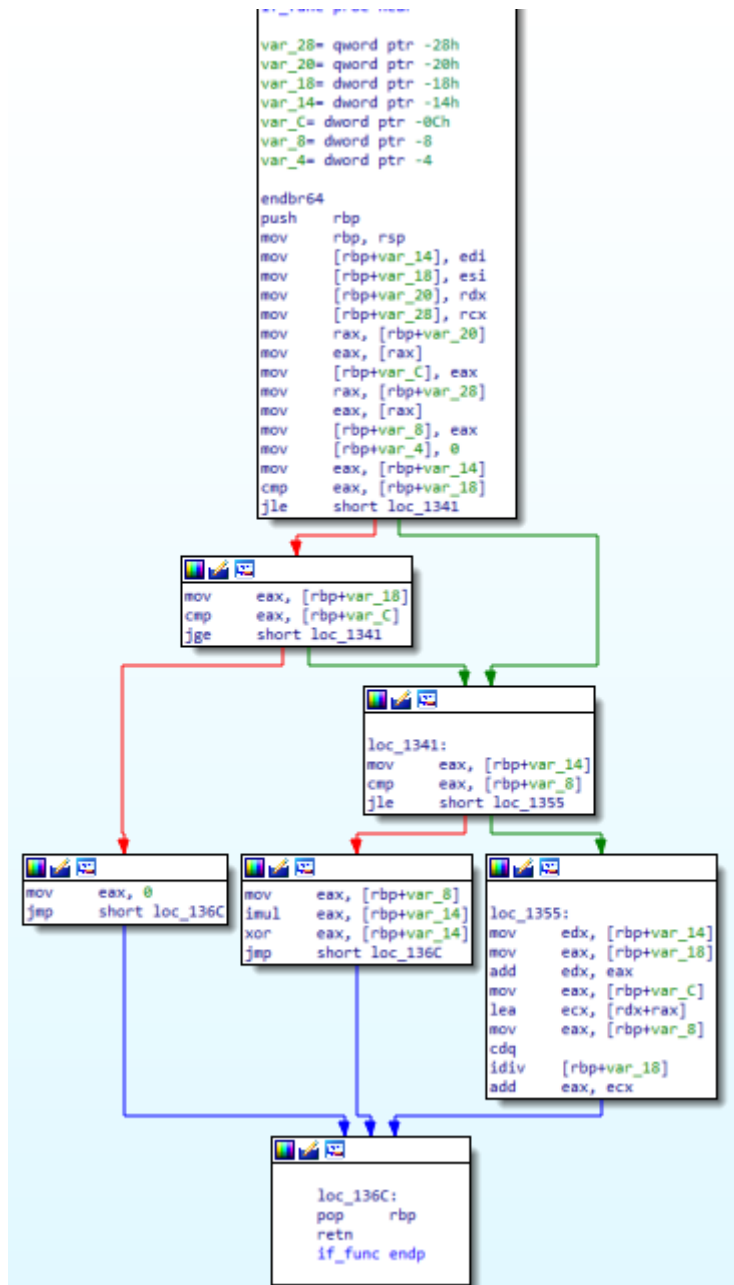 if_func proc near
var_28= qword ptr -28h
var_20= qword ptr -20h
var_18= dword ptr -18h
var_14= dword ptr -14h
var_C= dword ptr -0Ch
var_8= dword ptr -8
var_4= dword ptr -4
endbr64
push rbp
mov rbp, rsp
mov [rbp+var_14], edi
mov [rbp+var_18], esi
mov [rbp+var_20], rdx
mov [rbp+var_28], rcx
mov rax, [rbp+var_20]
mov eax, [rax]
mov [rbp+var_C], eax
mov rax, [rbp+var_28]
mov eax, [rax]
mov [rbp+var_8], eax
mov [rbp+var_4], 0
mov eax, [rbp+var_14]
cmp eax, [rbp+var_18]
jle short loc_1341
mov eax, [rbp+var_18]
cmp eax, [rbp+var_C]
jge short loc_1341
loc_1341:
mov eax, [rbp+var_14]
cmp eax, [rbp+var_8]
jle short loc_1355
mov eax, 0
jmp short loc_136C
mov eax, [rbp+var_8]
imul eax, [rbp+var_14]
xor eax, [rbp+var_14]
jmp short loc_136C
loc_1355:
mov edx, [rbp+var_14]
mov eax, [rbp+var_18]
add edx, eax
mov eax, [rbp+var_C]
lea ecx, [rdx+rax]
mov eax, [rbp+var_8]
cdq
idiv [rbp+var_18]
add eax, ecx
loc_136C:
pop rbp
retn
if_func endp